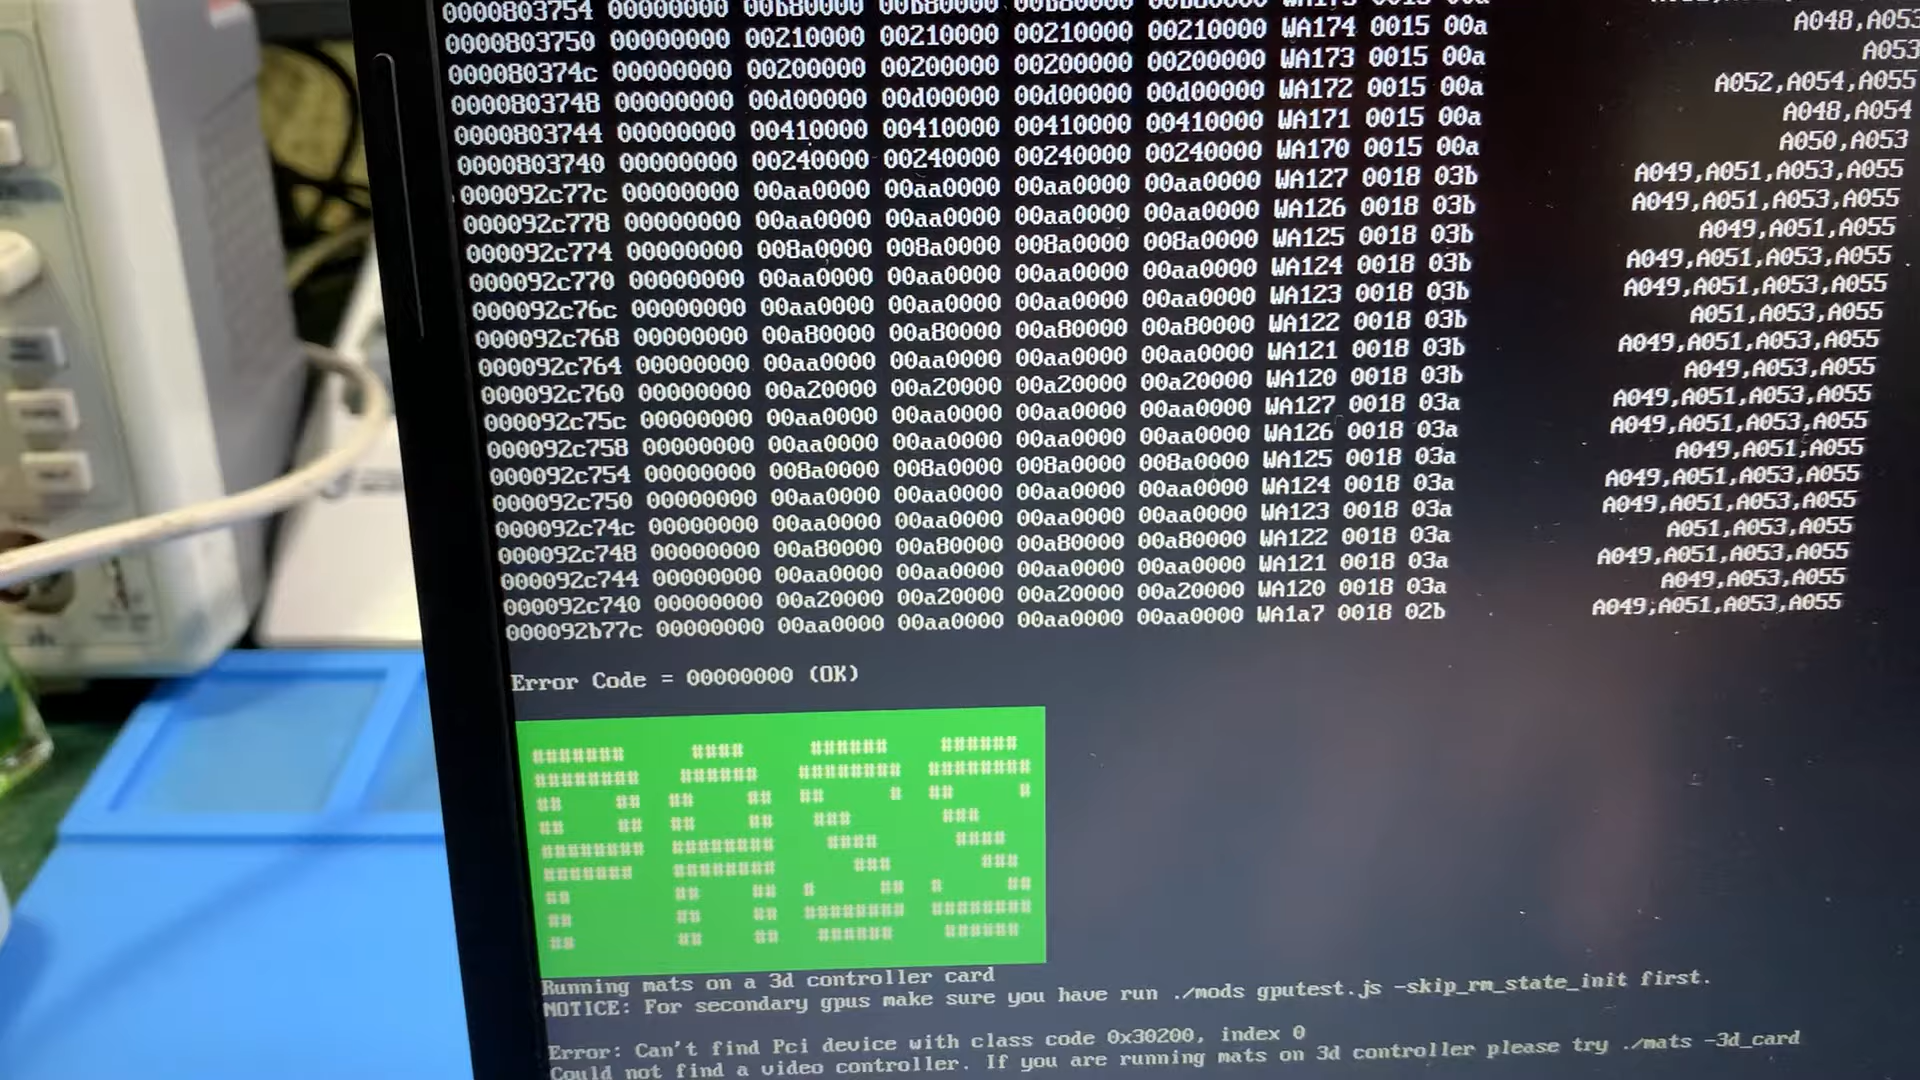 0000803754 00000000 00b80000 00b80000 00b80000 00b80000 WA175 0015 00a
0000803750 00000000 00210000 00210000 00210000 00210000 WA174 0015 00a A048,A053
000080374c 00000000 00200000 00200000 00200000 00200000 WA173 0015 00a A053
0000803748 00000000 00d00000 00d00000 00d00000 00d00000 WA172 0015 00a A052,A054,A055
0000803744 00000000 00410000 00410000 00410000 00410000 WA171 0015 00a A048,A054
0000803740 00000000 00240000 00240000 00240000 00240000 WA170 0015 00a A050,A053
000092c77c 00000000 00aa0000 00aa0000 00aa0000 00aa0000 WA127 0018 03b A049,A051,A053,A055
000092c778 00000000 00aa0000 00aa0000 00aa0000 00aa0000 WA126 0018 03b A049,A051,A053,A055
000092c774 00000000 008a0000 008a0000 008a0000 008a0000 WA125 0018 03b A049,A051,A055
000092c770 00000000 00aa0000 00aa0000 00aa0000 00aa0000 WA124 0018 03b A049,A051,A053,A055
000092c76c 00000000 00aa0000 00aa0000 00aa0000 00aa0000 WA123 0018 03b A049,A051,A053,A055
000092c768 00000000 00a80000 00a80000 00a80000 00a80000 WA122 0018 03b A051,A053,A055
000092c764 00000000 00aa0000 00aa0000 00aa0000 00aa0000 WA121 0018 03b A049,A051,A053,A055
000092c760 00000000 00a20000 00a20000 00a20000 00a20000 WA120 0018 03b A049,A053,A055
000092c75c 00000000 00aa0000 00aa0000 00aa0000 00aa0000 WA127 0018 03a A049,A051,A053,A055
000092c758 00000000 00aa0000 00aa0000 00aa0000 00aa0000 WA126 0018 03a A049,A051,A053,A055
000092c754 00000000 008a0000 008a0000 008a0000 008a0000 WA125 0018 03a A049,A051,A055
000092c750 00000000 00aa0000 00aa0000 00aa0000 00aa0000 WA124 0018 03a A049,A051,A053,A055
000092c74c 00000000 00aa0000 00aa0000 00aa0000 00aa0000 WA123 0018 03a A049,A051,A053,A055
000092c748 00000000 00a80000 00a80000 00a80000 00a80000 WA122 0018 03a A051,A053,A055
000092c744 00000000 00aa0000 00aa0000 00aa0000 00aa0000 WA121 0018 03a A049,A051,A053,A055
000092c740 00000000 00a20000 00a20000 00a20000 00a20000 WA120 0018 03a A049,A053,A055
000092b77c 00000000 00aa0000 00aa0000 00aa0000 00aa0000 WA1a7 0018 02b A049,A051,A053,A055
Error Code = 00000000 (OK)
PASS
Running mats on a 3d controller card
NOTICE: For secondary gpus make sure you have run ./mods gputest.js -skip_rm_state_init first.
Error: Can't find Pci device with class code 0x30200, index 0
Could not find a video controller. If you are running mats on 3d controller please try ./mats -3d_card